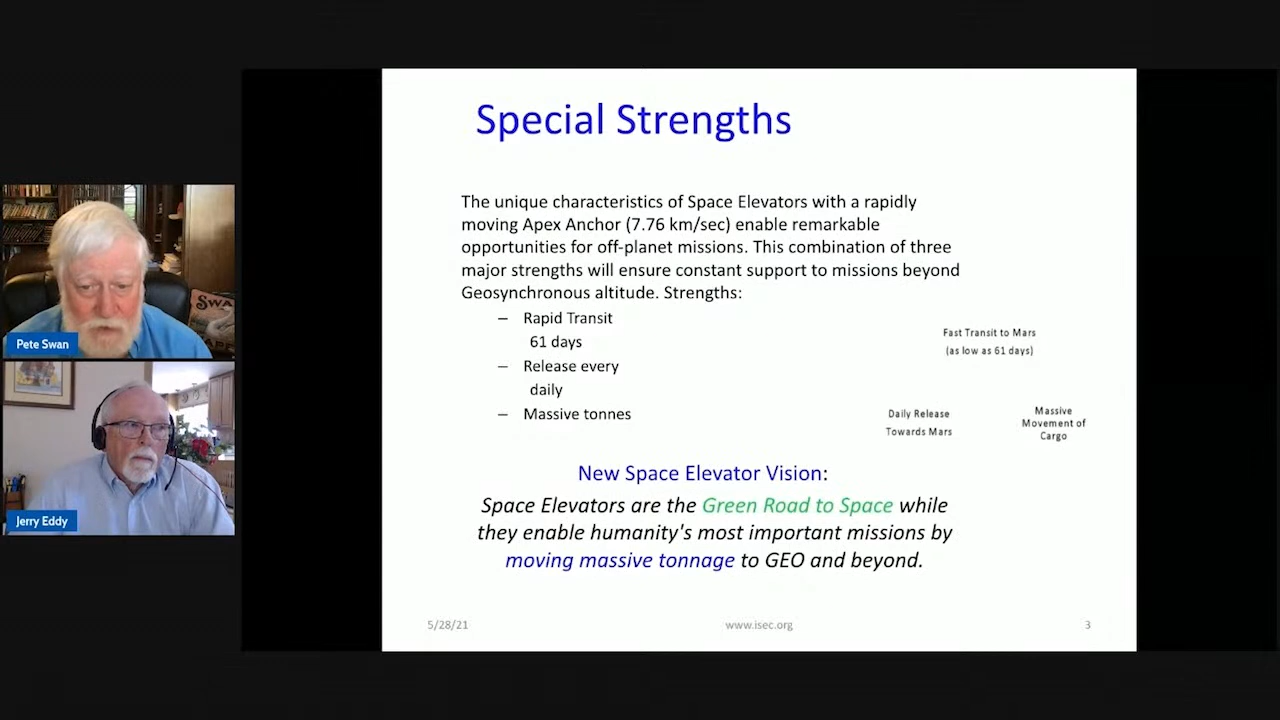 Special Strengths
The unique characteristics of Space Elevators with a rapidly
moving Apex Anchor (7.76 km/sec) enable remarkable
opportunities for off-planet missions. This combination of three
major strengths will ensure constant support to missions beyond
Geosynchronous altitude. Strengths:
– Rapid Transit
61 days
– Release every
daily
– Massive tonnes
Fast Transit to Mars
(as low as 61 days)
Daily Release
Towards Mars
Massive
Movement of
Cargo
New Space Elevator Vision:
Space Elevators are the Green Road to Space while
they enable humanity's most important missions by
moving massive tonnage to GEO and beyond.
5/28/21
www.isec.org
3
Pete Swan
Jerry Eddy